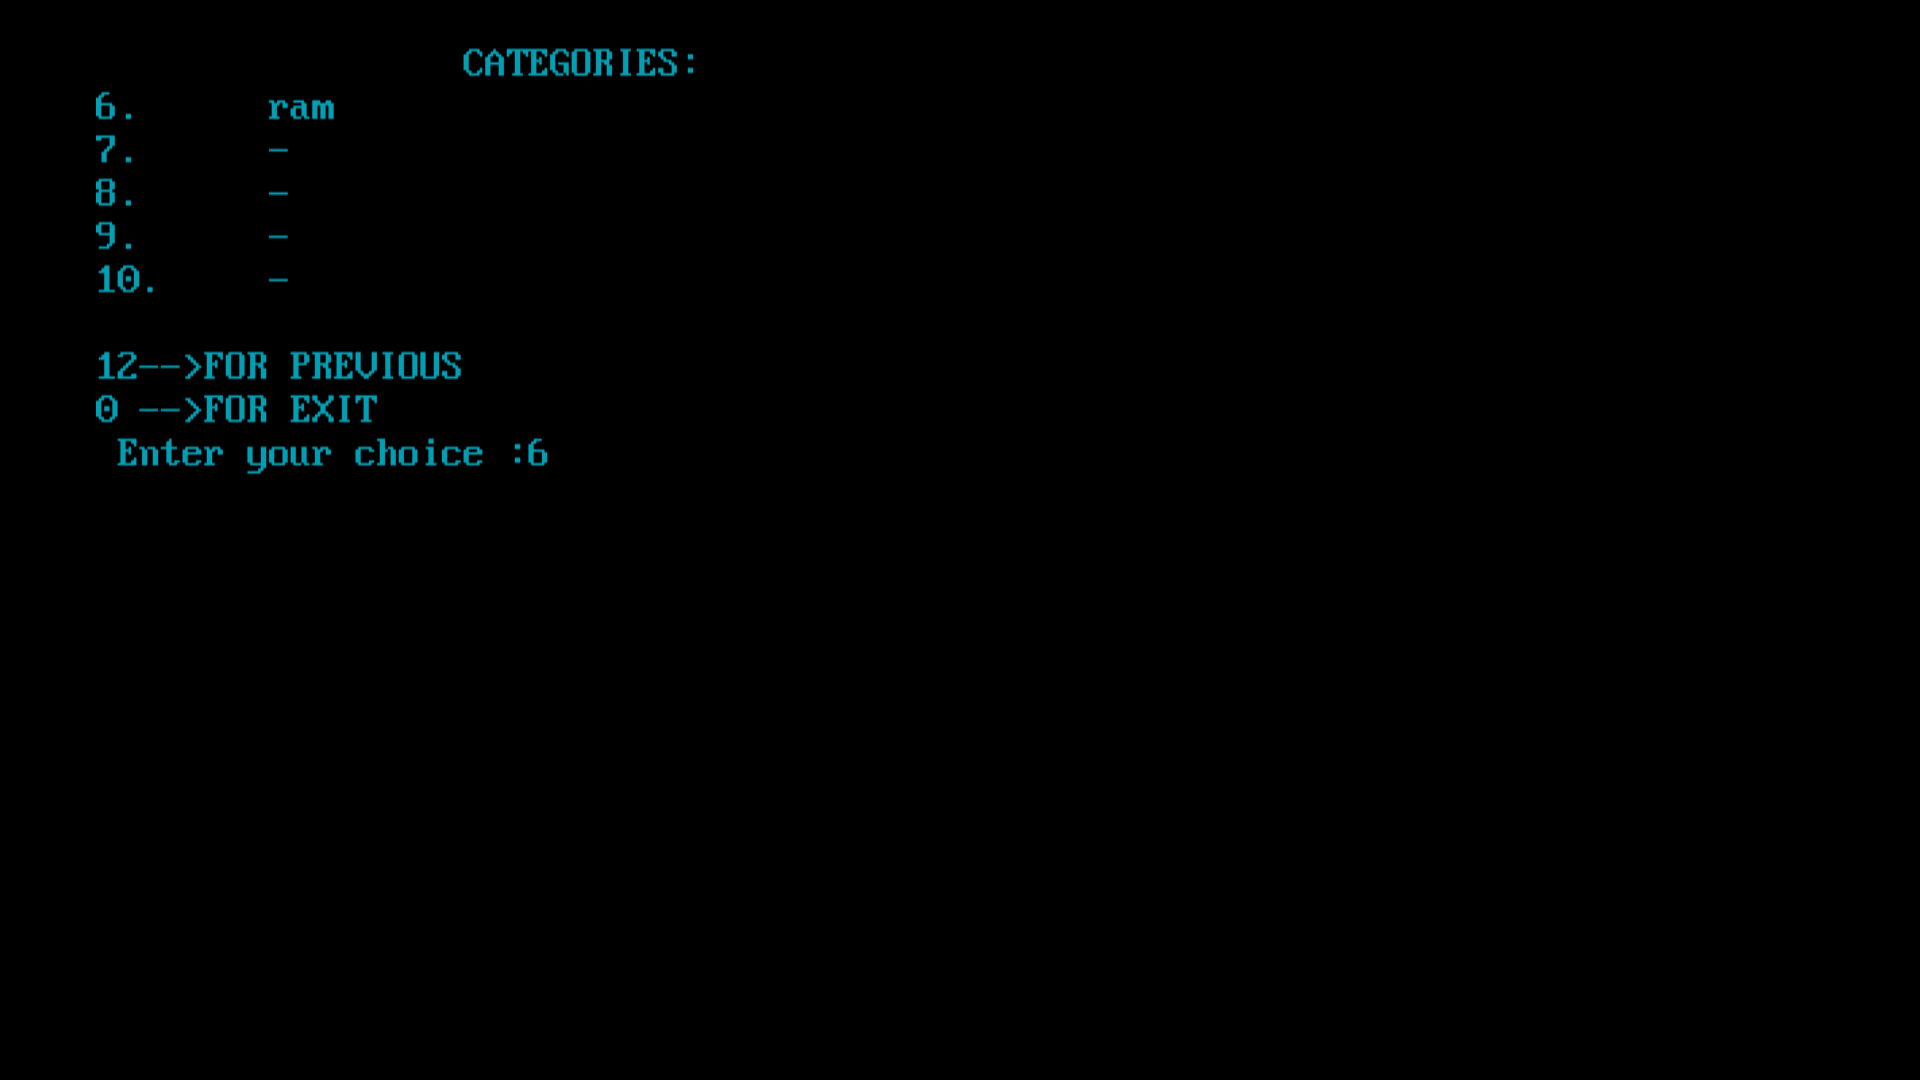 CATEGORIES:
6. ram
7. -
8. -
9. -
10. -
12-->FOR PREVIOUS
0 -->FOR EXIT
Enter your choice :6